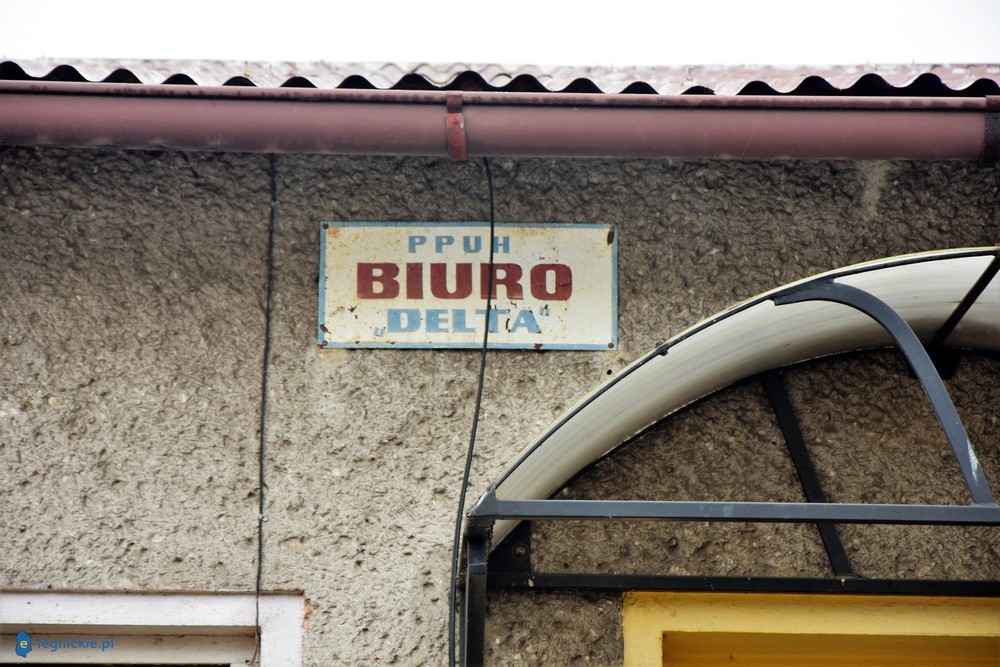 PPUH
BIURO
„DELTA"
e-legnickie.pl